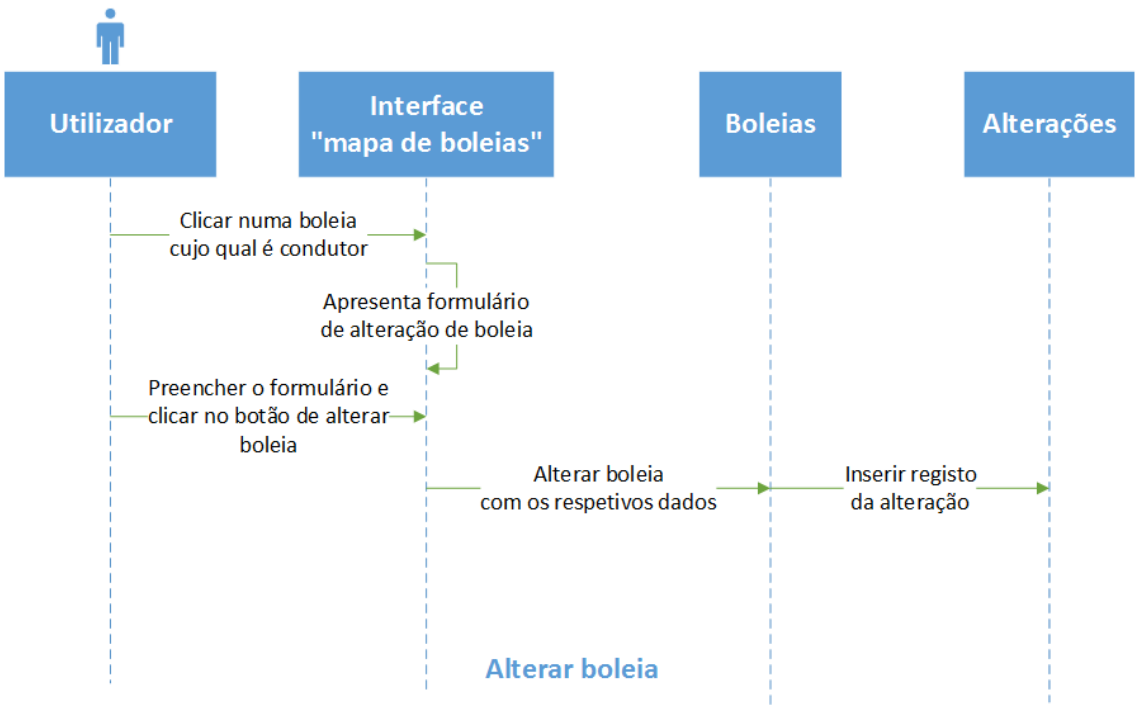 Utilizador
Interface
"mapa de boleias"
Boleias
Alterações
Clicar numa boleia
cujo qual é condutor
Apresenta formulário
de alteração de boleia
Preencher o formulário e
clicar no botão de alterar
boleia
Alterar boleia
com os respetivos dados
Inserir registo
da alteração
Alterar boleia